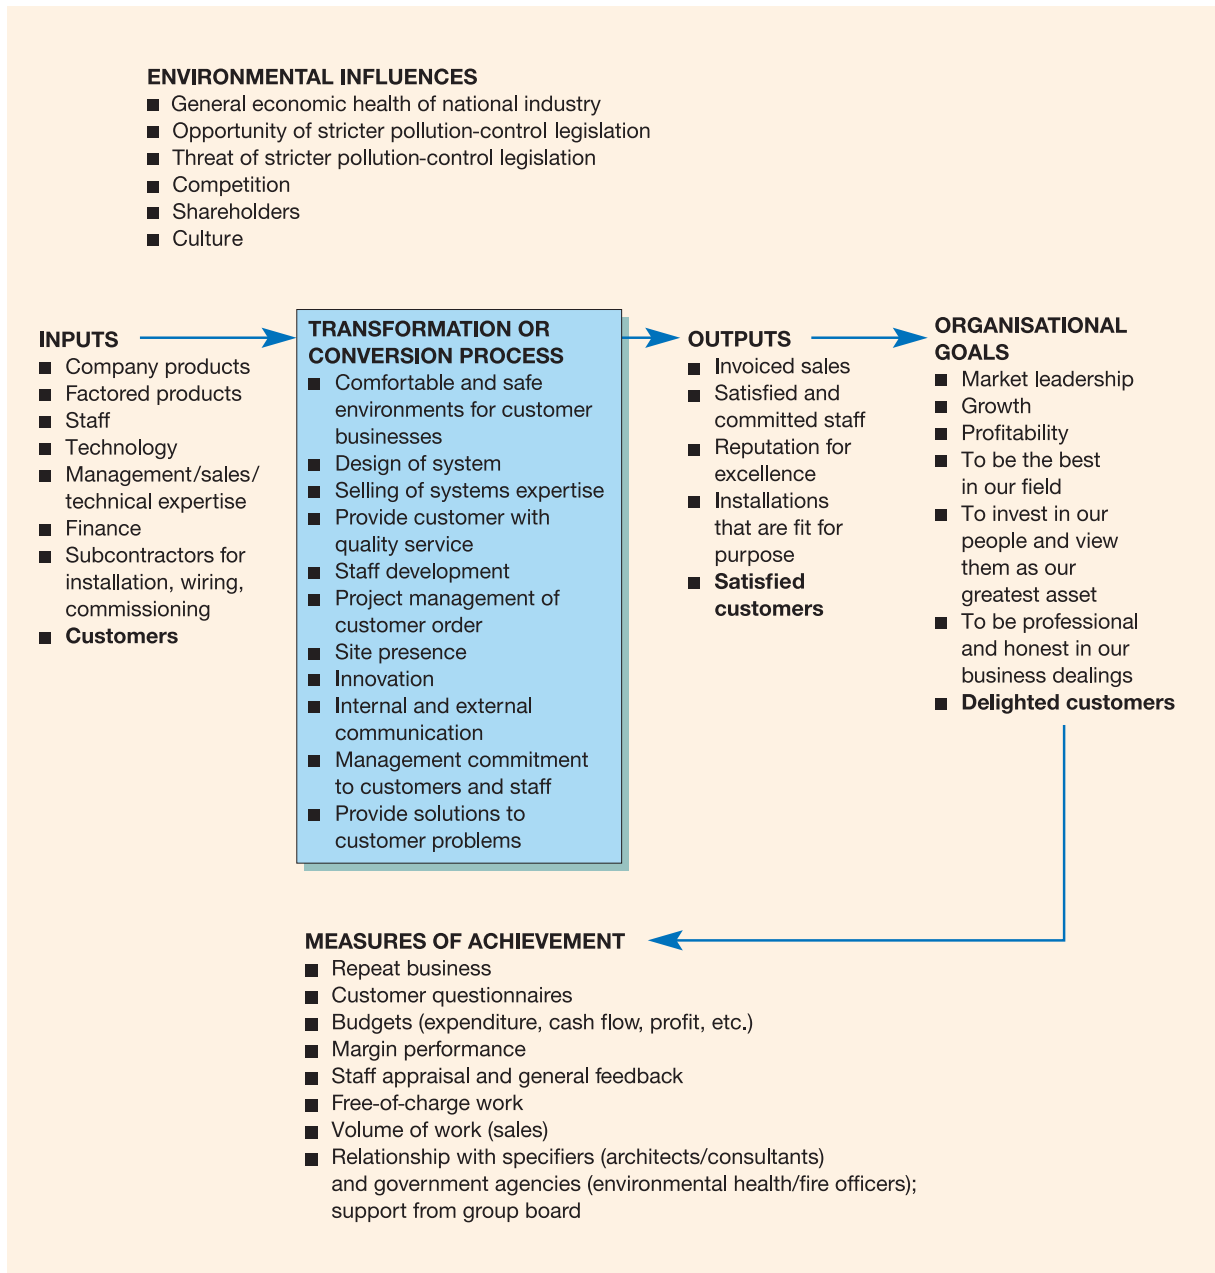 ENVIRONMENTAL INFLUENCES
■ General economic health of national industry
■ Opportunity of stricter pollution-control legislation
■ Threat of stricter pollution-control legislation
■ Competition
■ Shareholders
■ Culture
INPUTS
■ Company products
■ Factored products
■ Staff
■ Technology
■ Management/sales/
technical expertise
■ Finance
■ Subcontractors for
installation, wiring,
commissioning
■ Customers
TRANSFORMATION OR
CONVERSION PROCESS
■ Comfortable and safe
environments for customer
businesses
■ Design of system
■ Selling of systems expertise
■ Provide customer with
quality service
■ Staff development
■ Project management of
customer order
■ Site presence
■ Innovation
■ Internal and external
communication
■ Management commitment
to customers and staff
■ Provide solutions to
customer problems
OUTPUTS
■ Invoiced sales
■ Satisfied and
committed staff
■ Reputation for
excellence
■ Installations
that are fit for
purpose
■ Satisfied
customers
ORGANISATIONAL
GOALS
■ Market leadership
■ Growth
■ Profitability
■ To be the best
in our field
■ To invest in our
people and view
them as our
greatest asset
■ To be professional
and honest in our
business dealings
■ Delighted customers
MEASURES OF ACHIEVEMENT
■ Repeat business
■ Customer questionnaires
■ Budgets (expenditure, cash flow, profit, etc.)
■ Margin performance
■ Staff appraisal and general feedback
■ Free-of-charge work
■ Volume of work (sales)
■ Relationship with specifiers (architects/consultants)
and government agencies (environmental health/fire officers);
support from group board